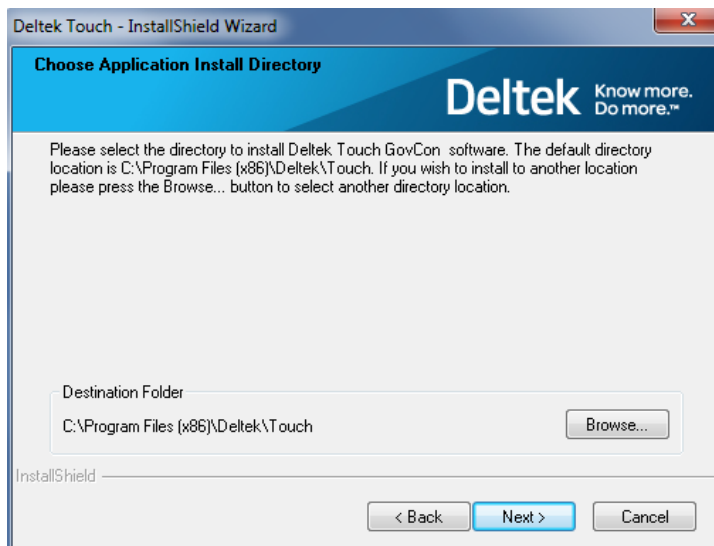 Deltek Touch - InstallShield Wizard
Choose Application Install Directory
Deltek Know more.
Do more.™
Please select the directory to install Deltek Touch GovCon  software. The default directory
location is C:\Program Files (x86)\Deltek\Touch. If you wish to install to another location
please press the Browse... button to select another directory location.
Destination Folder
C:\Program Files (x86)\Deltek\Touch
Browse...
InstallShield
< Back
Next >
Cancel